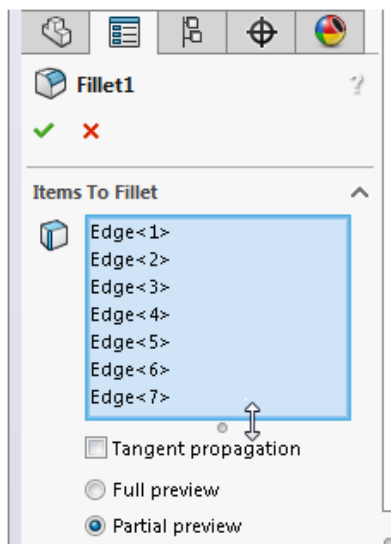 Fillet1
?
Items To Fillet
Edge<1>
Edge<2>
Edge<3>
Edge<4>
Edge<5>
Edge<6>
Edge<7>
Tangent propagation
Full preview
Partial preview